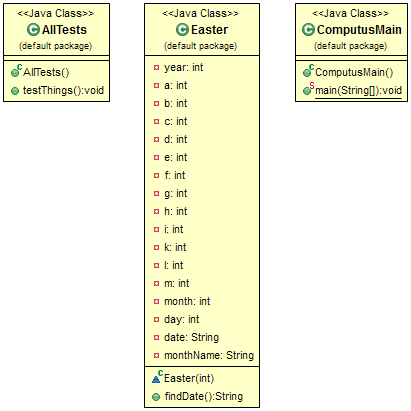 <<Java Class>>
AllTests
(default package)
AllTests()
testThings():void
<<Java Class>>
Easter
(default package)
year: int
a: int
b: int
c: int
d: int
e: int
f: int
g: int
h: int
i: int
k: int
l: int
m: int
month: int
day: int
date: String
monthName: String
Easter(int)
findDate():String
<<Java Class>>
ComputusMain
(default package)
ComputusMain()
main(String[]):void